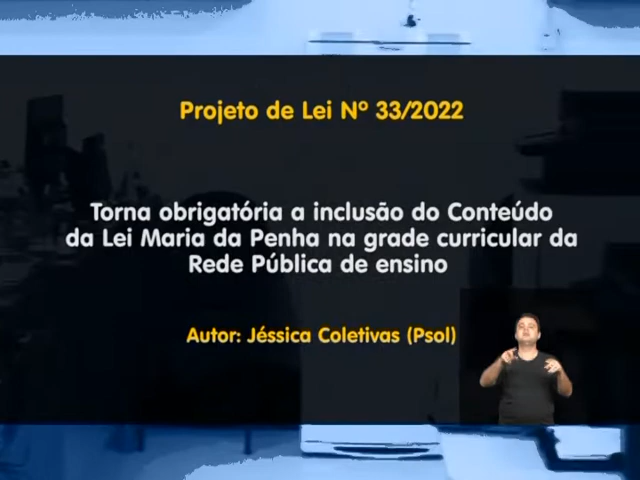 Projeto de Lei Nº 33/2022
Torna obrigatória a inclusão do Conteúdo
da Lei Maria da Penha na grade curricular da
Rede Pública de ensino
Autor: Jéssica Coletivas (Psol)